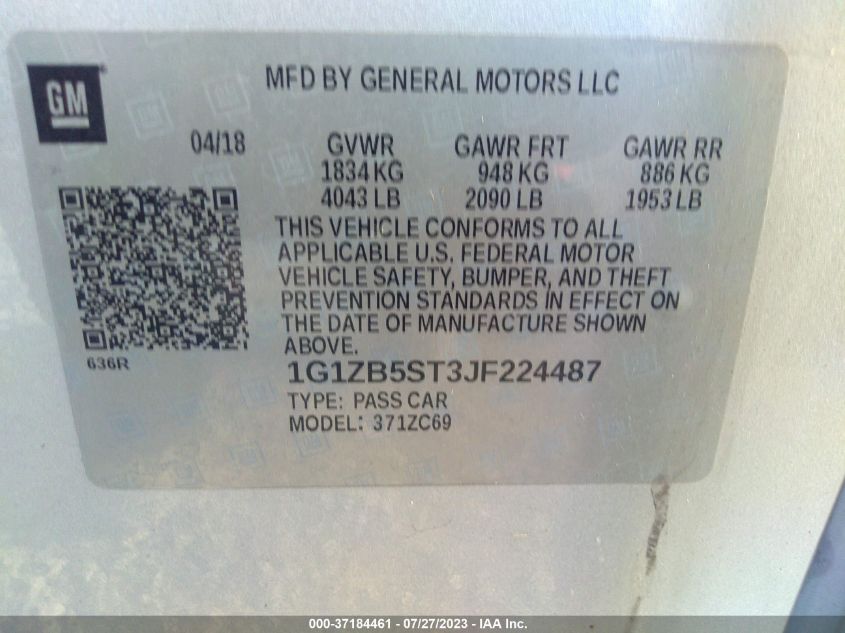 GM
MFD BY GENERAL MOTORS LLC
04/18 GVWR GAWR FRT GAWR RR
1834 KG 948 KG 886 KG
4043 LB 2090 LB 1953 LB
THIS VEHICLE CONFORMS TO ALL
APPLICABLE U.S. FEDERAL MOTOR
VEHICLE SAFETY, BUMPER, AND THEFT
PREVENTION STANDARDS IN EFFECT ON
THE DATE OF MANUFACTURE SHOWN
ABOVE.
636R
1G1ZB5ST3JF224487
TYPE: PASS CAR
MODEL: 371ZC69
000-37184461 - 07/27/2023 - IAA Inc.